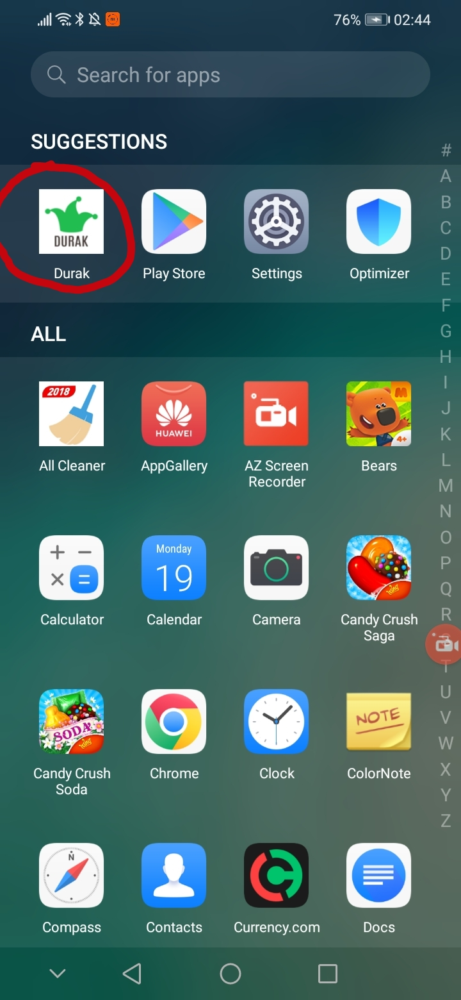 76% 02:44
Search for apps
SUGGESTIONS
DURAK
Durak Play Store Settings Optimizer
ALL
2018
HUAWEI
4+
All Cleaner AppGallery AZ Screen Recorder Bears
Monday
19
King
Calculator Calendar Camera Candy Crush Saga
SODA
King
NOTE
Candy Crush Soda Chrome Clock ColorNote
N
Compass Contacts Currency.com Docs
#
A
B
C
D
E
F
G
H
I
J
K
L
M
N
O
P
Q
R
T
U
V
W
X
Y
Z